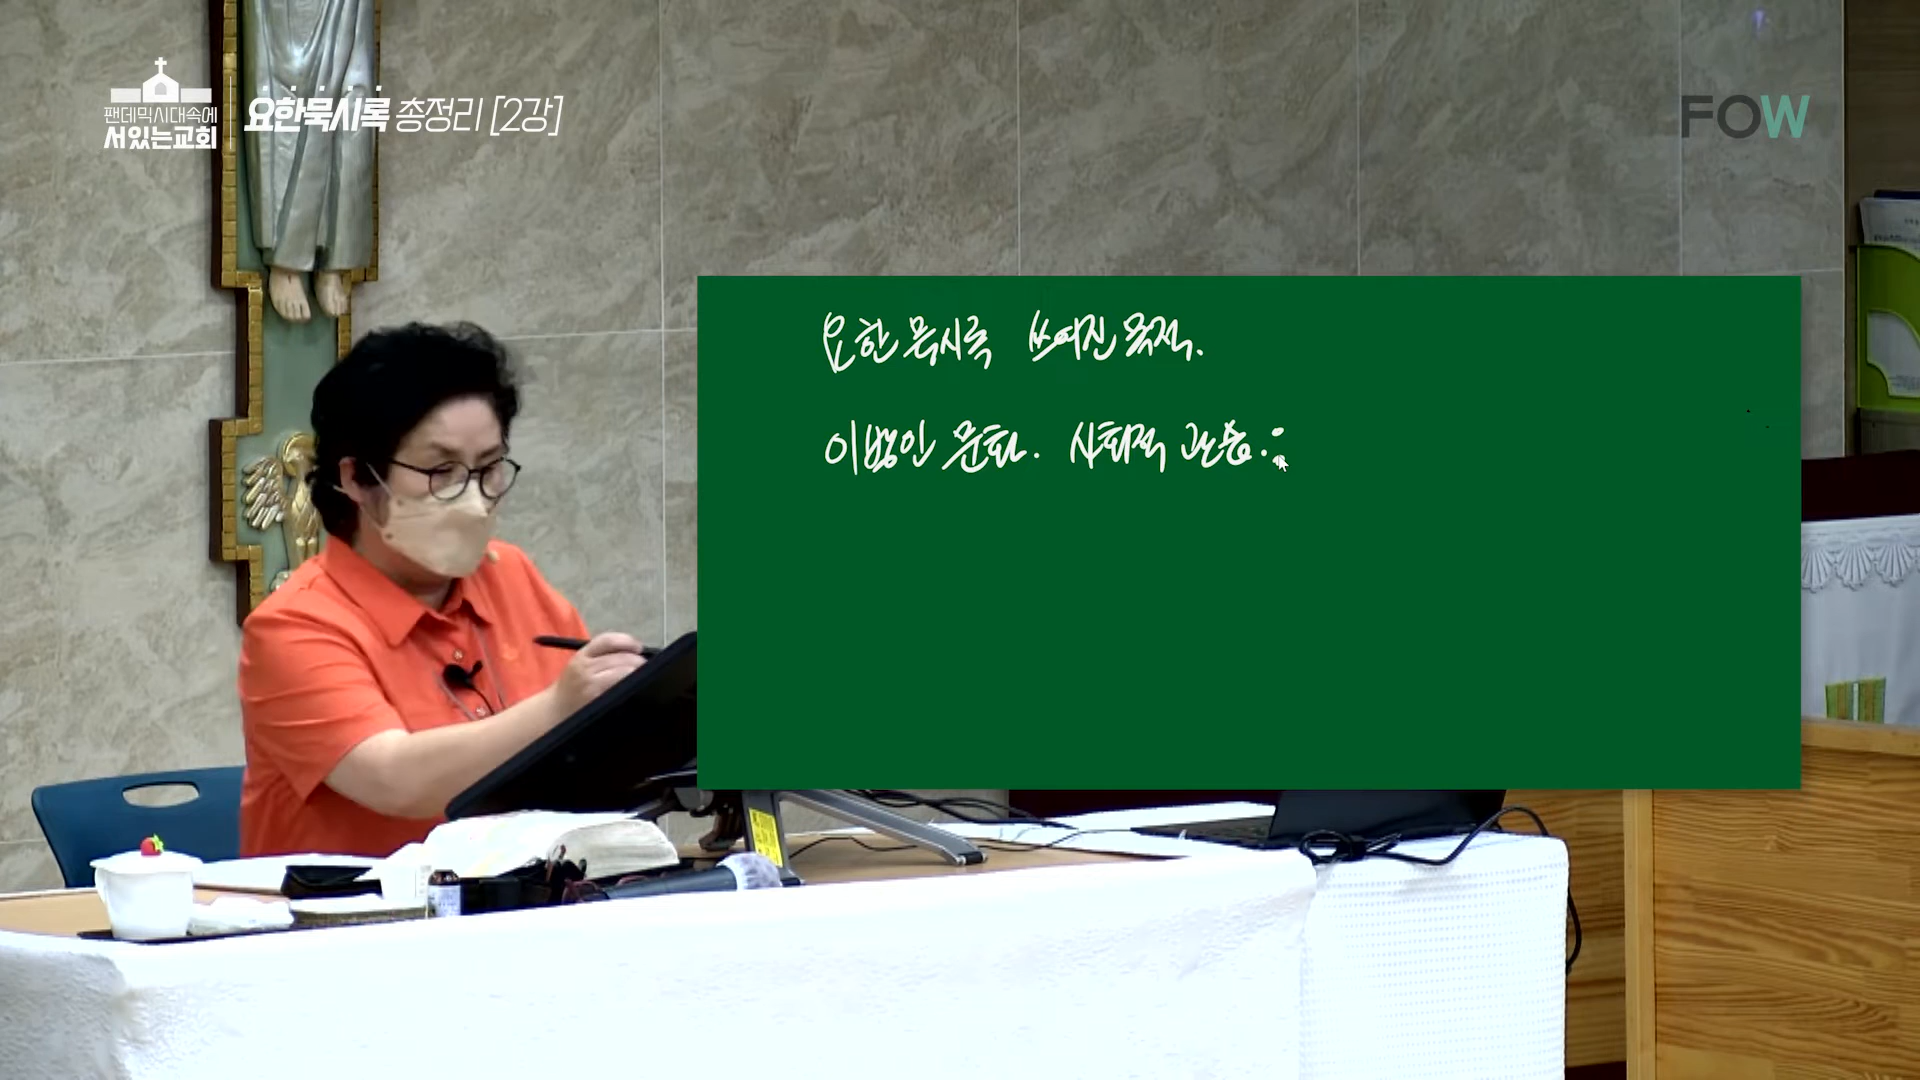 팬데믹시대속에
서있는교회
요한묵시록 총정리 [2강]
FOW
요한묵시록 쓰여진 목적.
이방인 문화. 사회적 관습.: